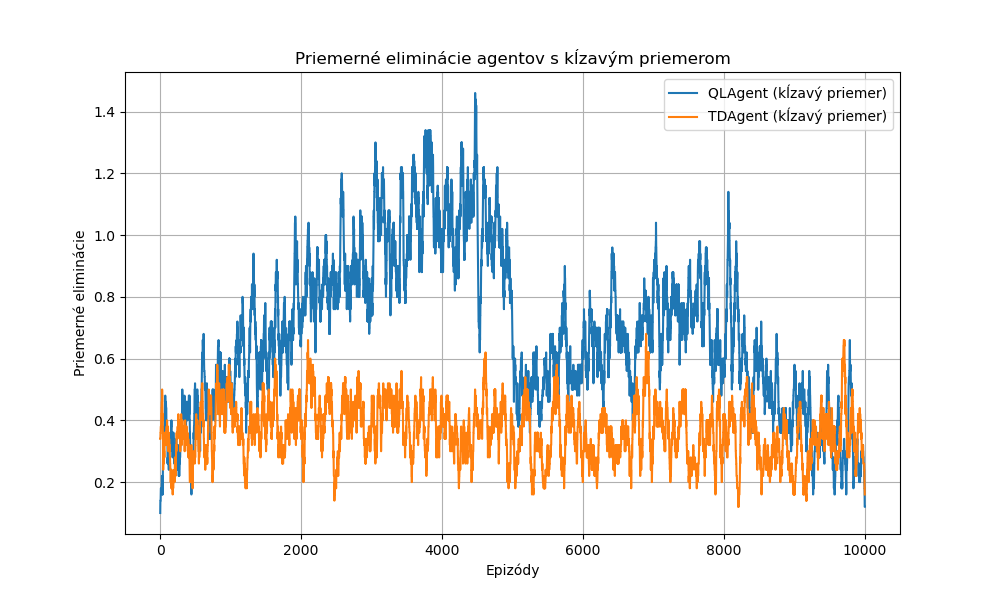 Priemerné eliminácie agentov s kĺzavým priemerom
QLAgent (kĺzavý priemer)
TDAgent (kĺzavý priemer)
Priemerné eliminácie
1.4
1.2
1.0
0.8
0.6
0.4
0.2
0 2000 4000 6000 8000 10000
Epizódy